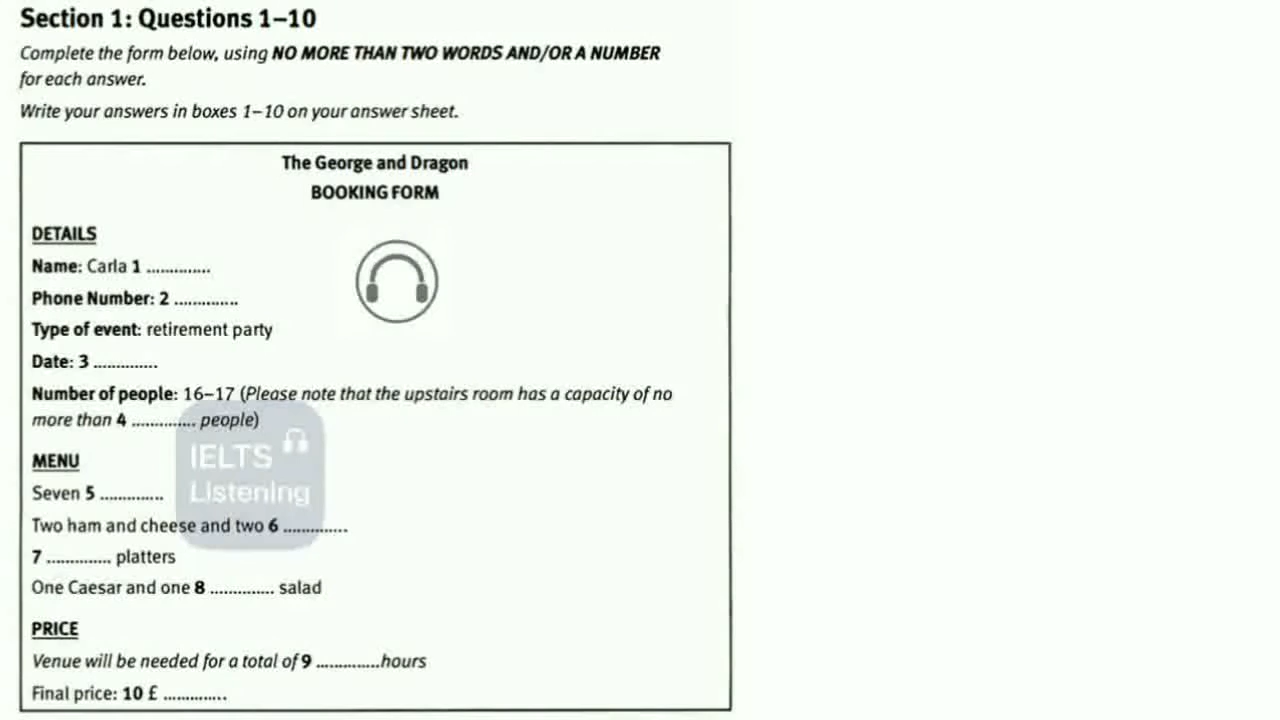 Section 1: Questions 1–10
Complete the form below, using NO MORE THAN TWO WORDS AND/OR A NUMBER
for each answer.
Write your answers in boxes 1–10 on your answer sheet.
The George and Dragon
BOOKING FORM
DETAILS
Name: Carla 1 .............
Phone Number: 2 .............
Type of event: retirement party
Date: 3 .............
Number of people: 16–17 (Please note that the upstairs room has a capacity of no
more than 4 ............. people)
MENU
Seven 5 .............
Two ham and cheese and two 6 .............
7 ............. platters
One Caesar and one 8 ............. salad
PRICE
Venue will be needed for a total of 9 .............hours
Final price: 10 £ .............
IELTS
Listening